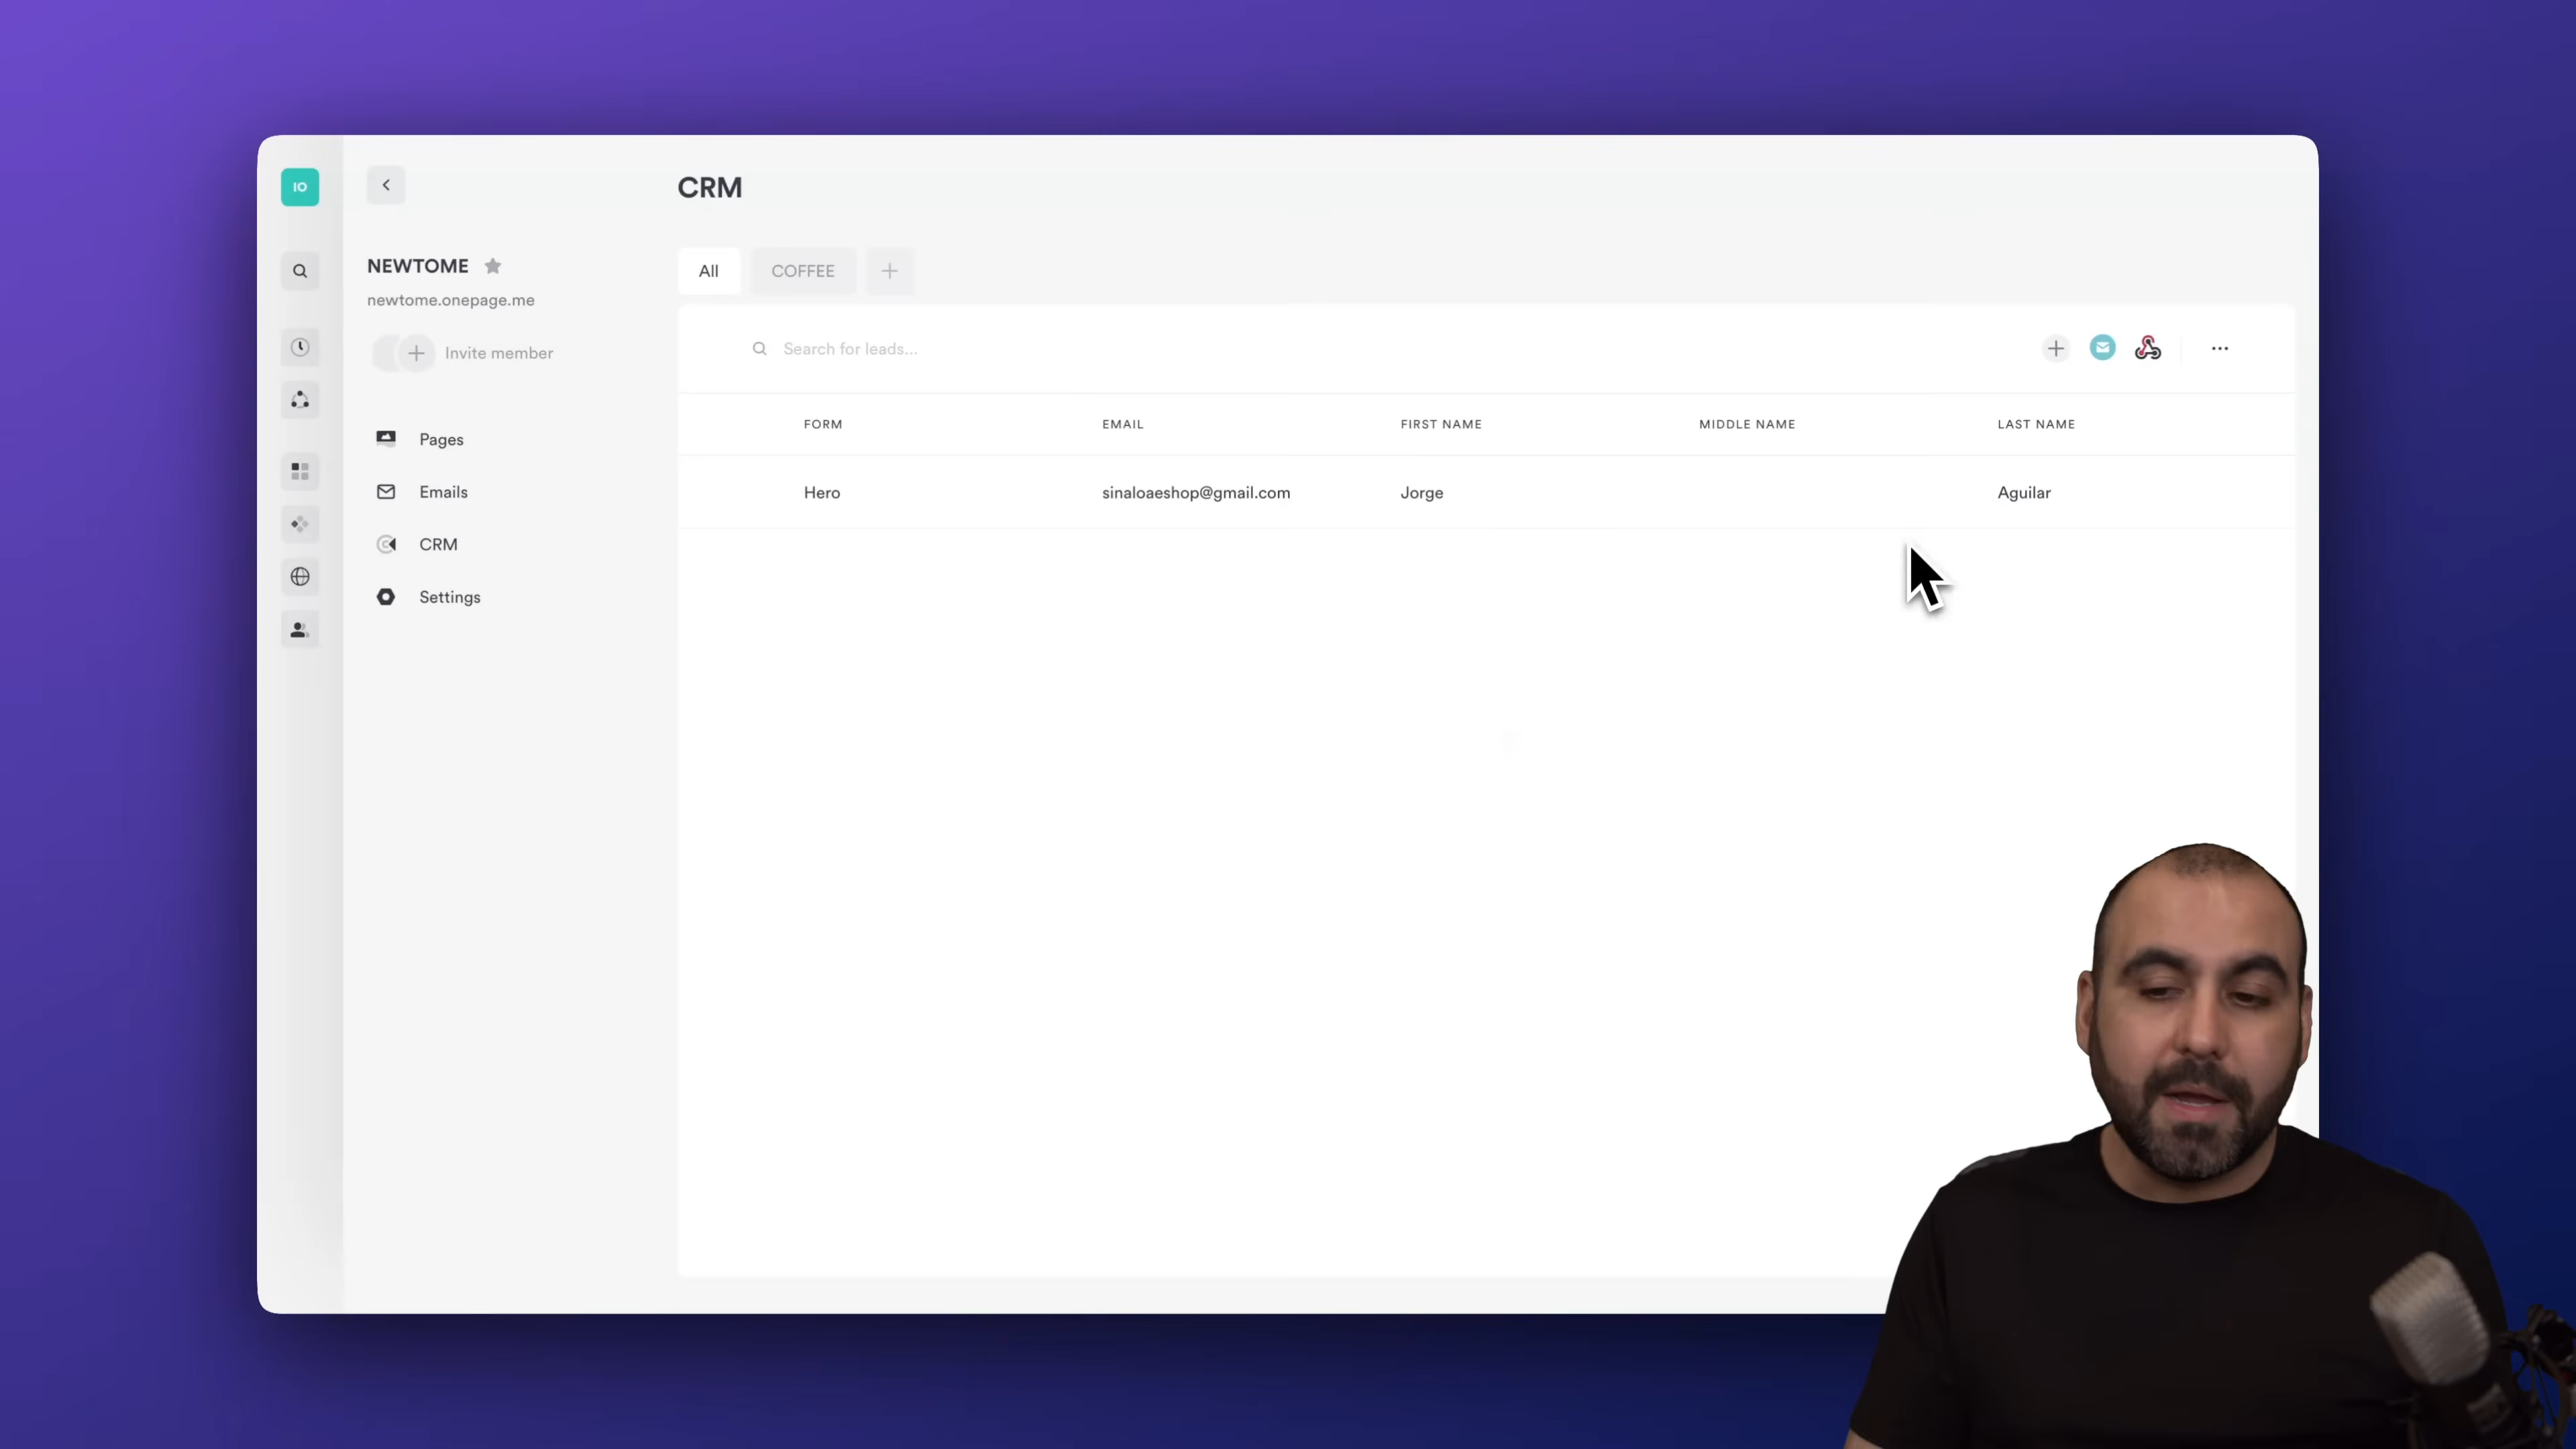 IO
CRM
NEWTOME
newtome.onepage.me
Invite member
Pages
Emails
CRM
Settings
All
COFFEE
Search for leads...
FORM EMAIL FIRST NAME MIDDLE NAME LAST NAME
Hero sinaloaeshop@gmail.com Jorge Aguilar